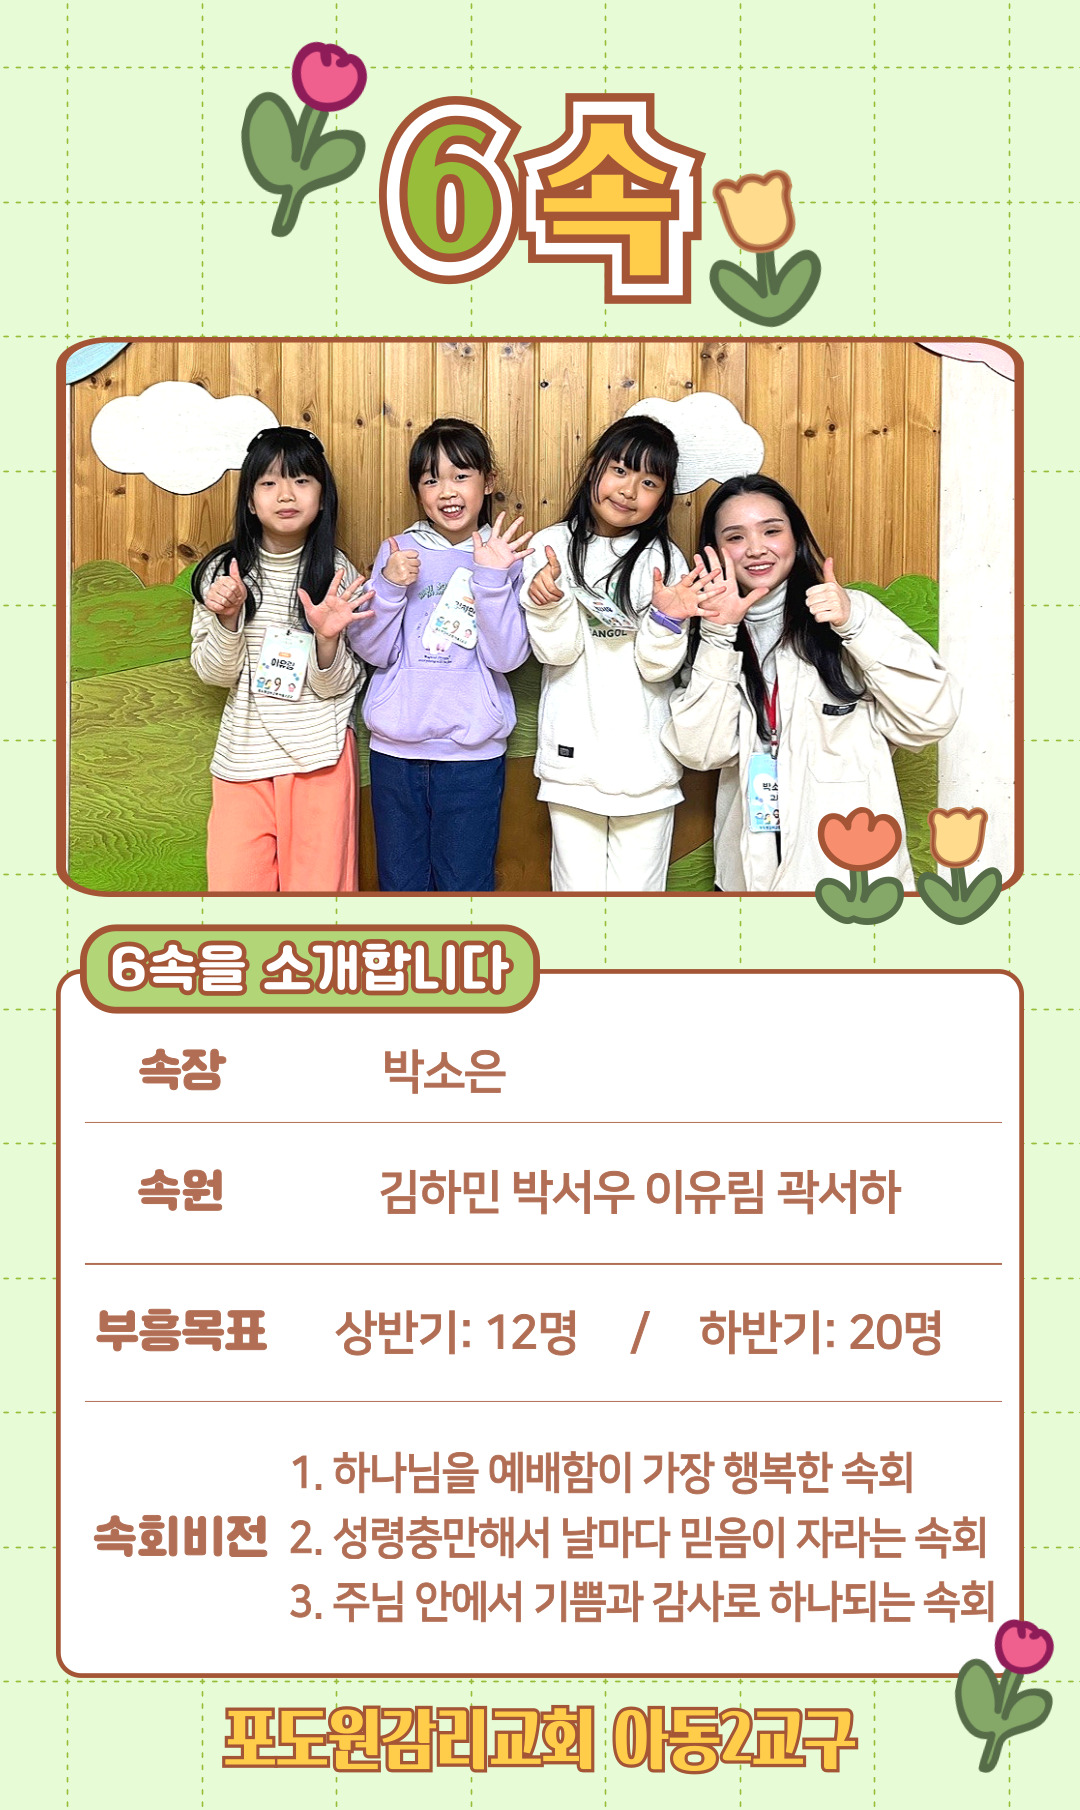 6속
이유림
ANGOL
6속을 소개합니다
속장 박소은
속원 김하민 박서우 이유림 곽서하
부흥목표 상반기: 12명 / 하반기: 20명
속회비전
1. 하나님을 예배함이 가장 행복한 속회
2. 성령충만해서 날마다 믿음이 자라는 속회
3. 주님 안에서 기쁨과 감사로 하나되는 속회
포도원감리교회 아동2교구